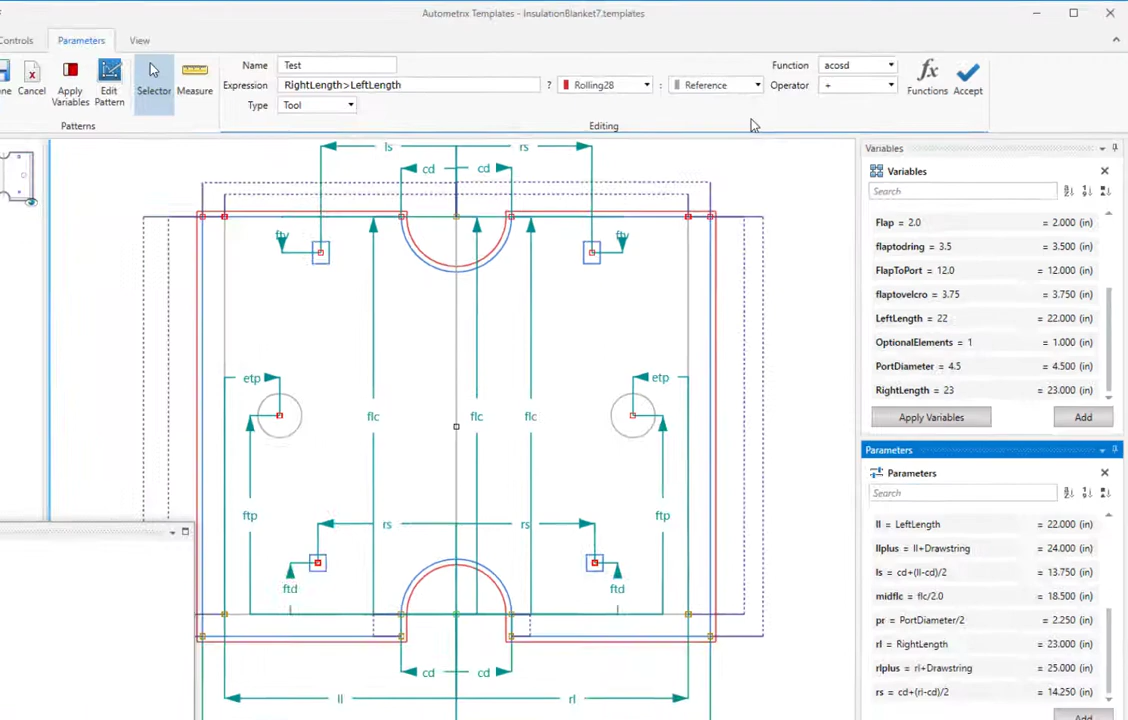 Autometrix Templates - InsulationBlanket7.templates
Controls Parameters View
Cancel Apply Variables Edit Pattern Selector Measure
Patterns
Name Test
Expression RightLength>LeftLength ? Rolling28 : Reference
Type Tool
Function acosd
Operator +
Functions Accept
Editing
ls rs
cd cd
ftv ftv
etp etp
flc flc flc
ftp ftp
rs rs
ftd ftd
cd cd
ll rl
Variables
Variables
Search
Flap = 2.0 = 2.000 (in)
flaptodring = 3.5 = 3.500 (in)
FlapToPort = 12.0 = 12.000 (in)
flaptovelcro = 3.75 = 3.750 (in)
LeftLength = 22 = 22.000 (in)
OptionalElements = 1 = 1.000 (in)
PortDiameter = 4.5 = 4.500 (in)
RightLength = 23 = 23.000 (in)
Apply Variables Add
Parameters
Parameters
Search
ll = LeftLength = 22.000 (in)
llplus = ll+Drawstring = 24.000 (in)
ls = cd+(ll-cd)/2 = 13.750 (in)
midflc = flc/2.0 = 18.500 (in)
pr = PortDiameter/2 = 2.250 (in)
rl = RightLength = 23.000 (in)
rlplus = rl+Drawstring = 25.000 (in)
rs = cd+(rl-cd)/2 = 14.250 (in)
Add